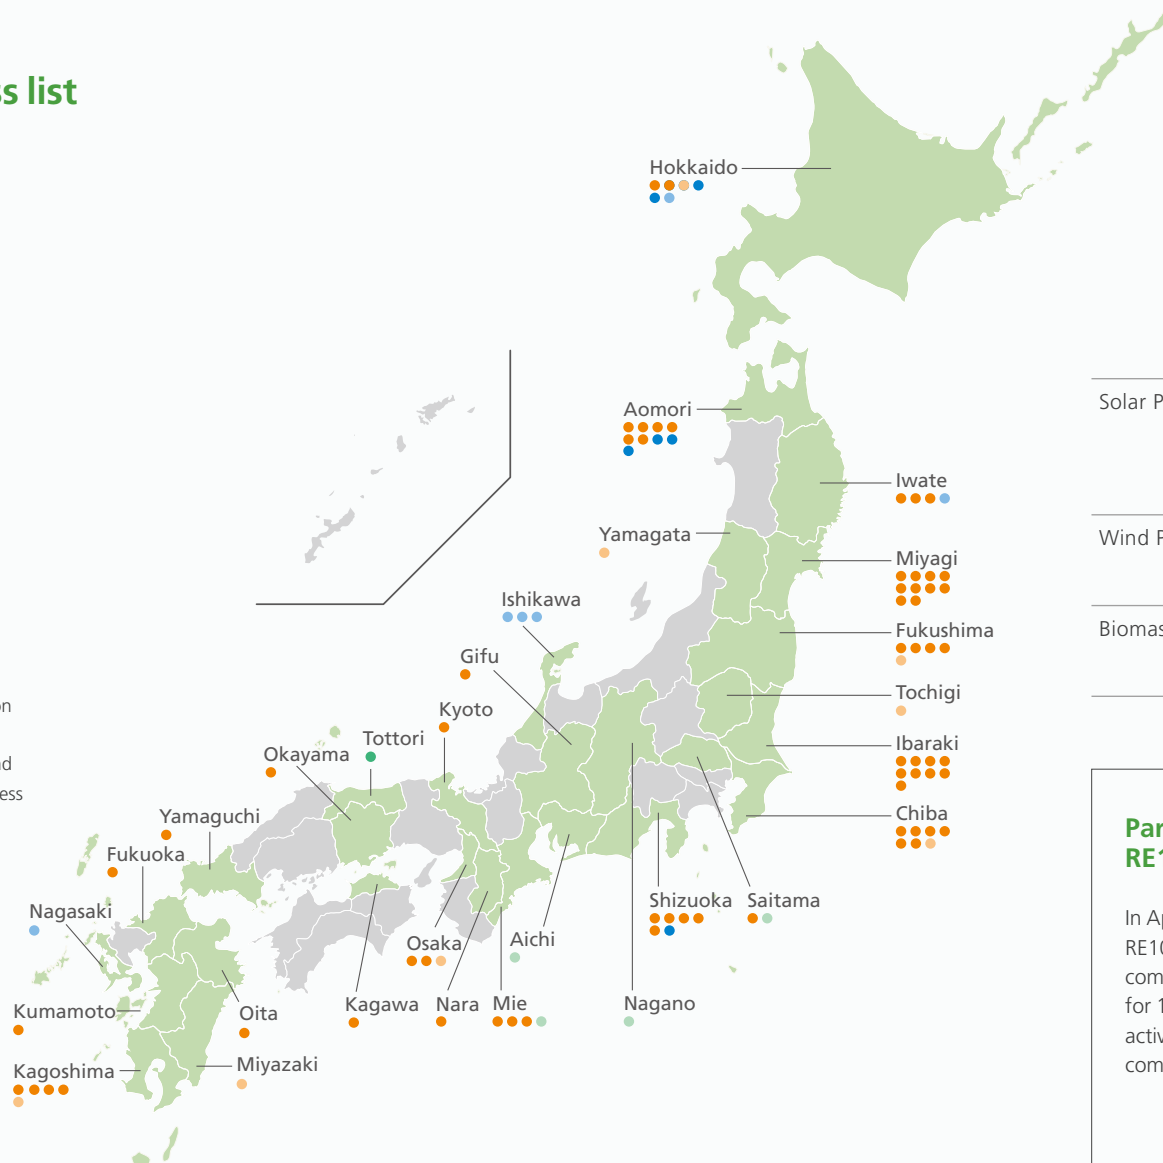 s list
Hokkaido
Aomori
Solar P
Iwate
Yamagata
Wind
Miyagi
Ishikawa
Fukushima
Biomas
Gifu
Tochigi
Kyoto
on
Tottori
Ibaraki
Okayama
d
ess
Yamaguchi
Chiba
Par
RE1
Fukuoka
Nagasaki
Shizuoka
Saitama
In Ap
Osaka
Aichi
RE10
com
Kumamoto
Oita
Kagawa
Nara
Mie
Nagano
for 1
activ
Kagoshima
Miyazaki
com